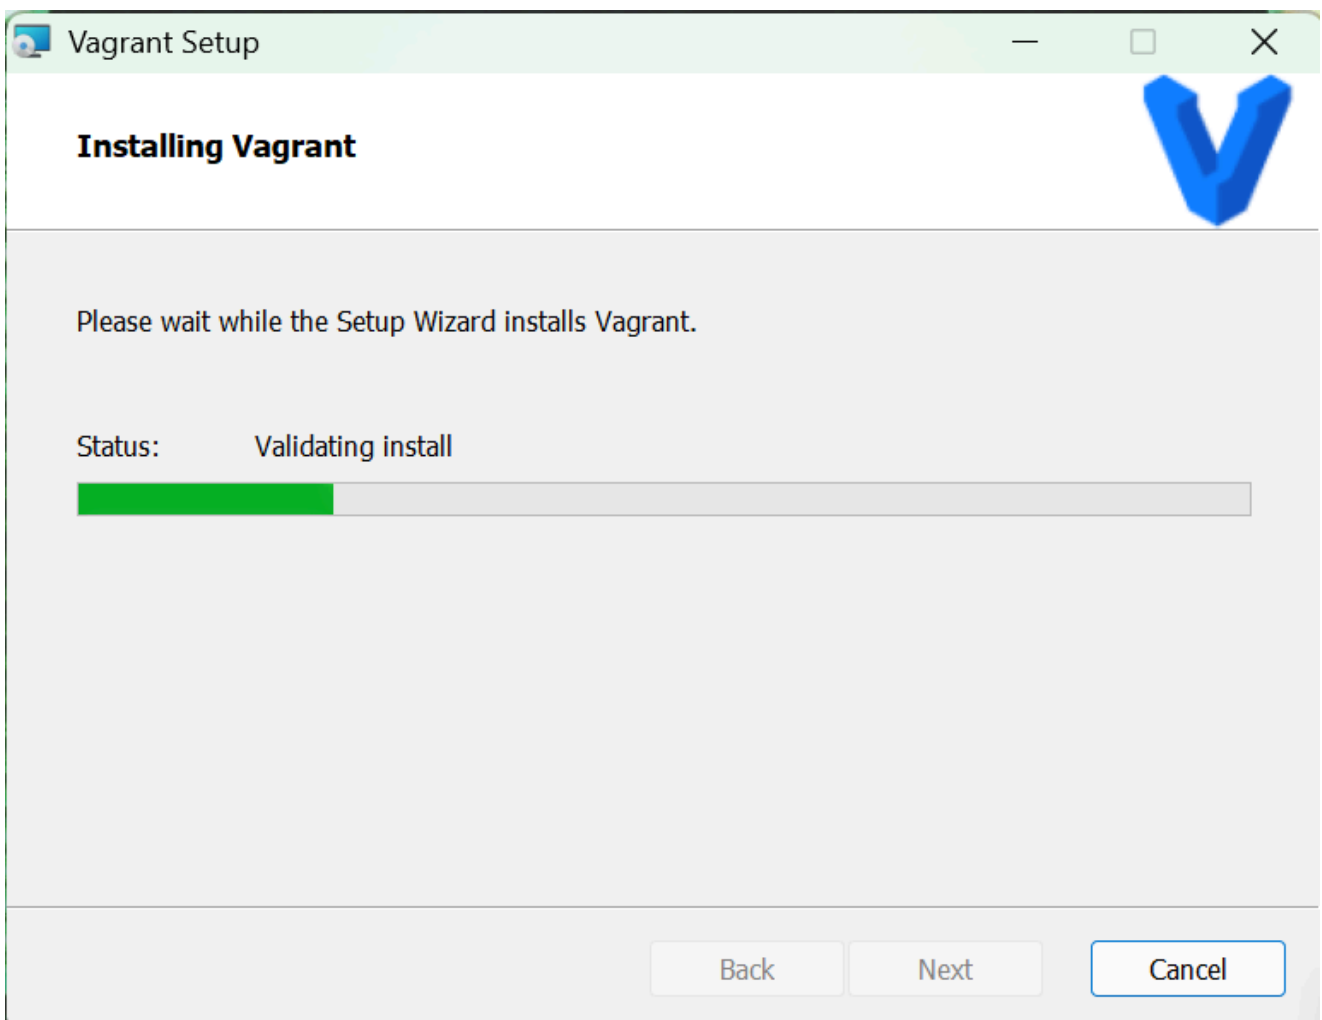 Vagrant Setup
Installing Vagrant
Please wait while the Setup Wizard installs Vagrant.
Status: Validating install
Back Next Cancel